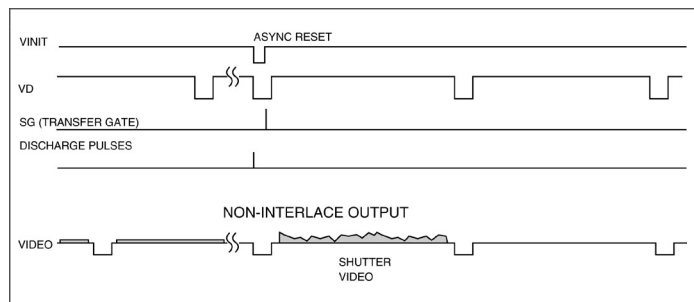 VINIT
ASYNC RESET
VD
SG (TRANSFER GATE)
DISCHARGE PULSES
NON-INTERLACE OUTPUT
VIDEO
SHUTTER
VIDEO